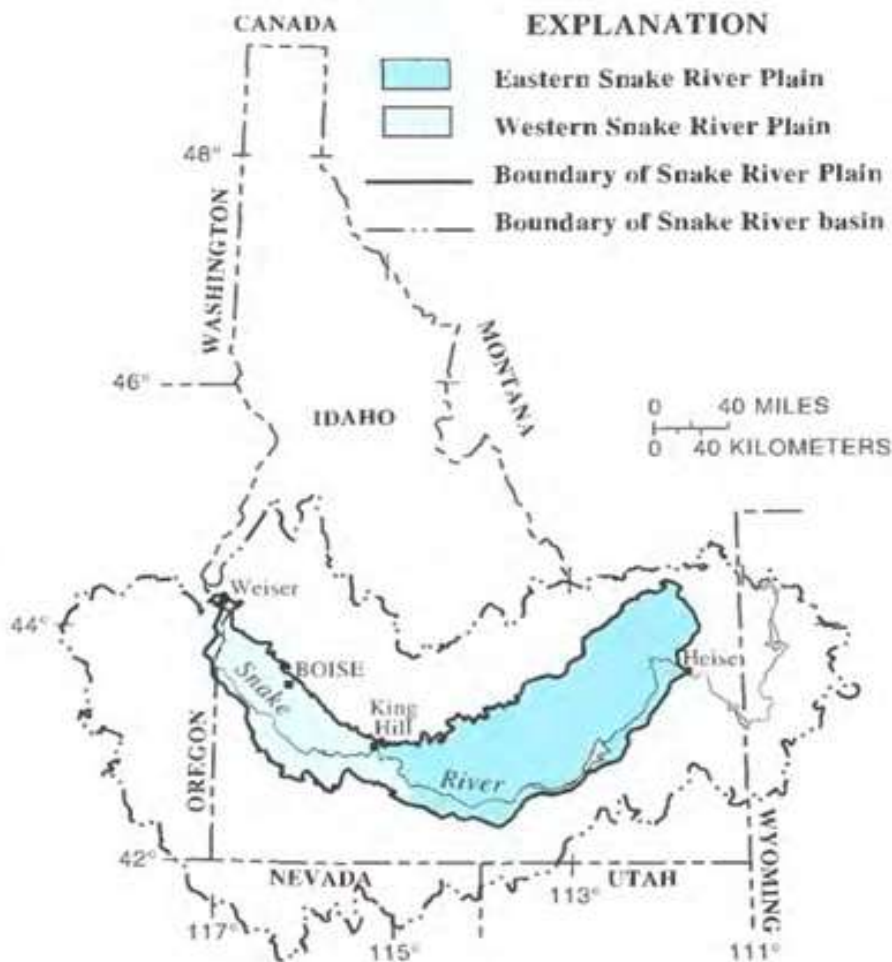 CANADA
EXPLANATION
Eastern Snake River Plain
Western Snake River Plain
Boundary of Snake River Plain
Boundary of Snake River basin
48°
WASHINGTON
MONTANA
46°
IDAHO
0 40 MILES
0 40 KILOMETERS
Weiser
44°
BOISE
Heise
Snake
King
Hill
River
OREGON
WYOMING
42°
NEVADA
UTAH
113°
117°
115°
111°